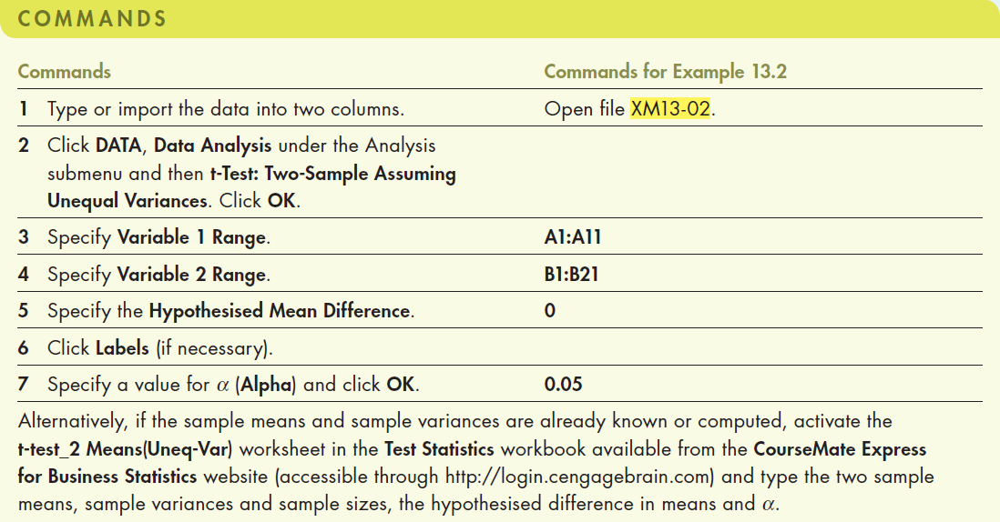 COMMANDS
Commands Commands for Example 13.2
1 Type or import the data into two columns. Open file XM13-02.
2 Click DATA, Data Analysis under the Analysis
submenu and then t-Test: Two-Sample Assuming
Unequal Variances. Click OK.
3 Specify Variable 1 Range. A1:A11
4 Specify Variable 2 Range. B1:B21
5 Specify the Hypothesised Mean Difference. 0
6 Click Labels (if necessary).
7 Specify a value for α (Alpha) and click OK. 0.05
Alternatively, if the sample means and sample variances are already known or computed, activate the
t-test_2 Means(Uneq-Var) worksheet in the Test Statistics workbook available from the CourseMate Express
for Business Statistics website (accessible through http://login.cengagebrain.com) and type the two sample
means, sample variances and sample sizes, the hypothesised difference in means and α.